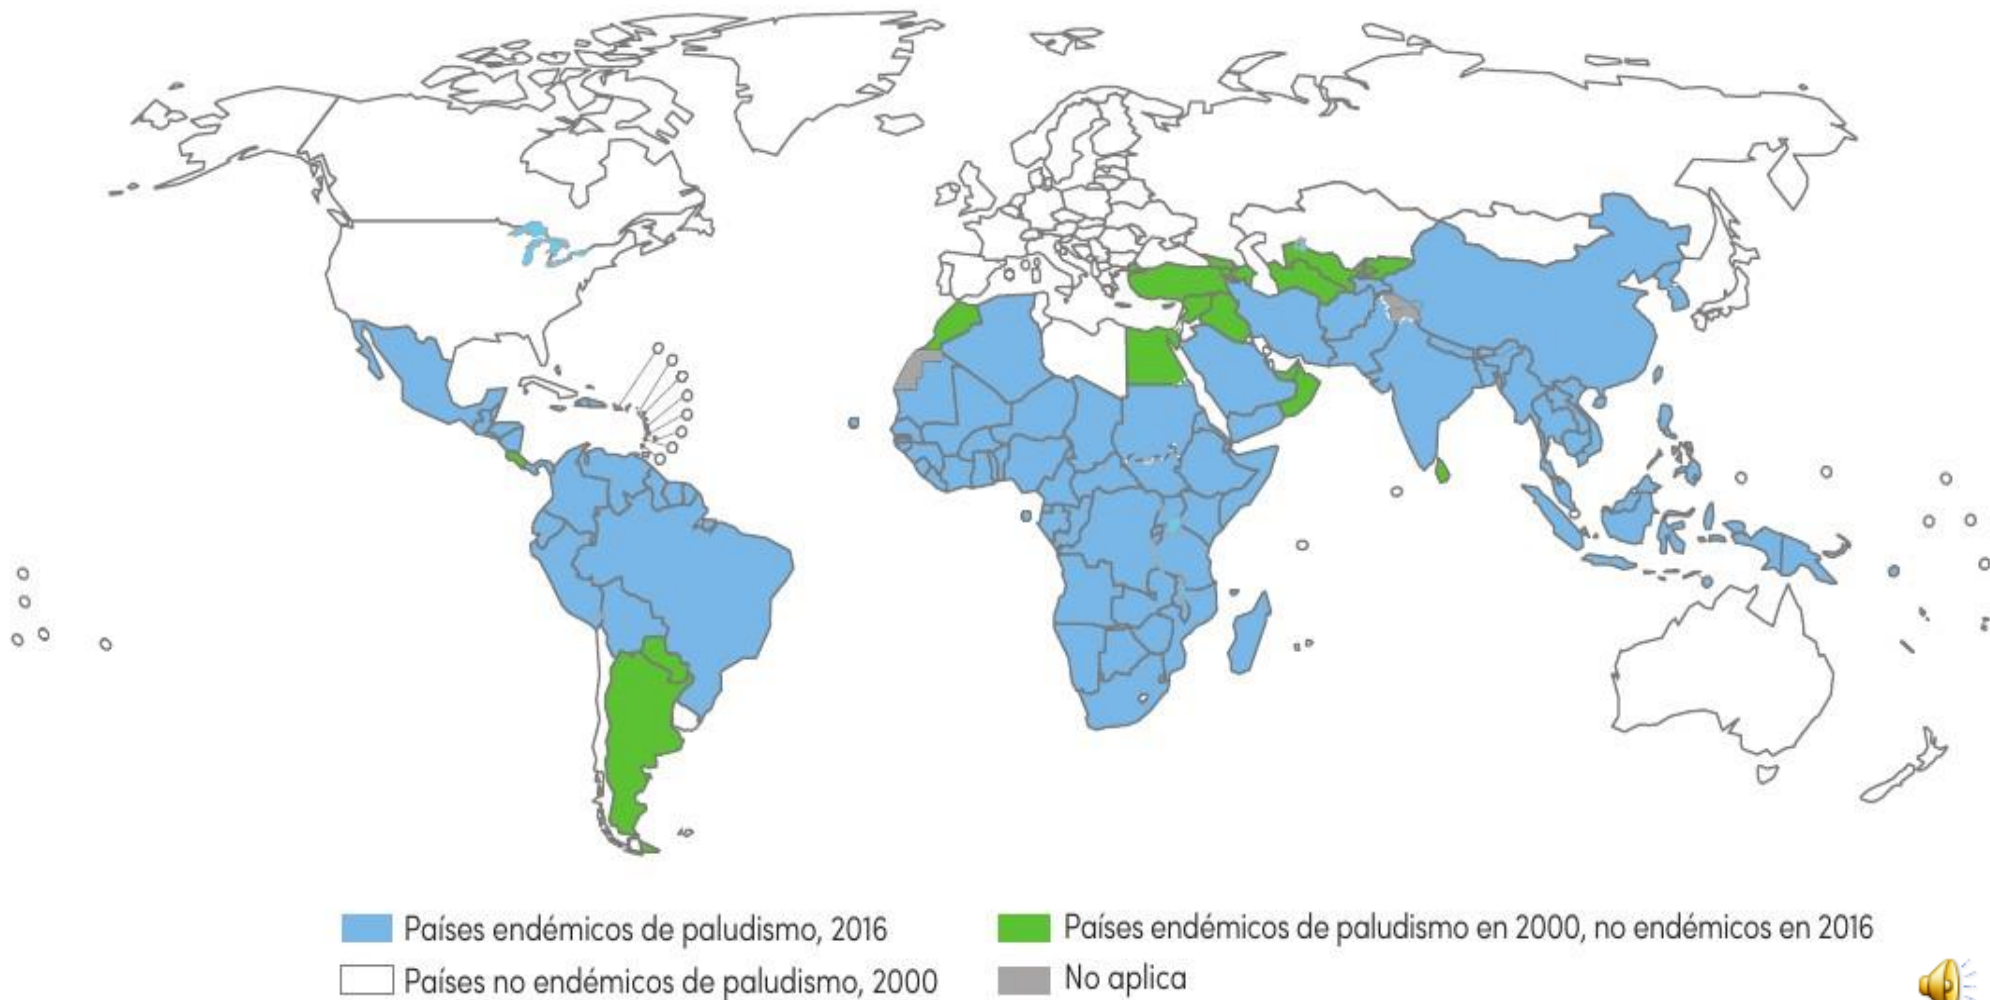 Países endémicos de paludismo, 2016
Países endémicos de paludismo en 2000, no endémicos en 2016
Países no endémicos de paludismo, 2000
No aplica